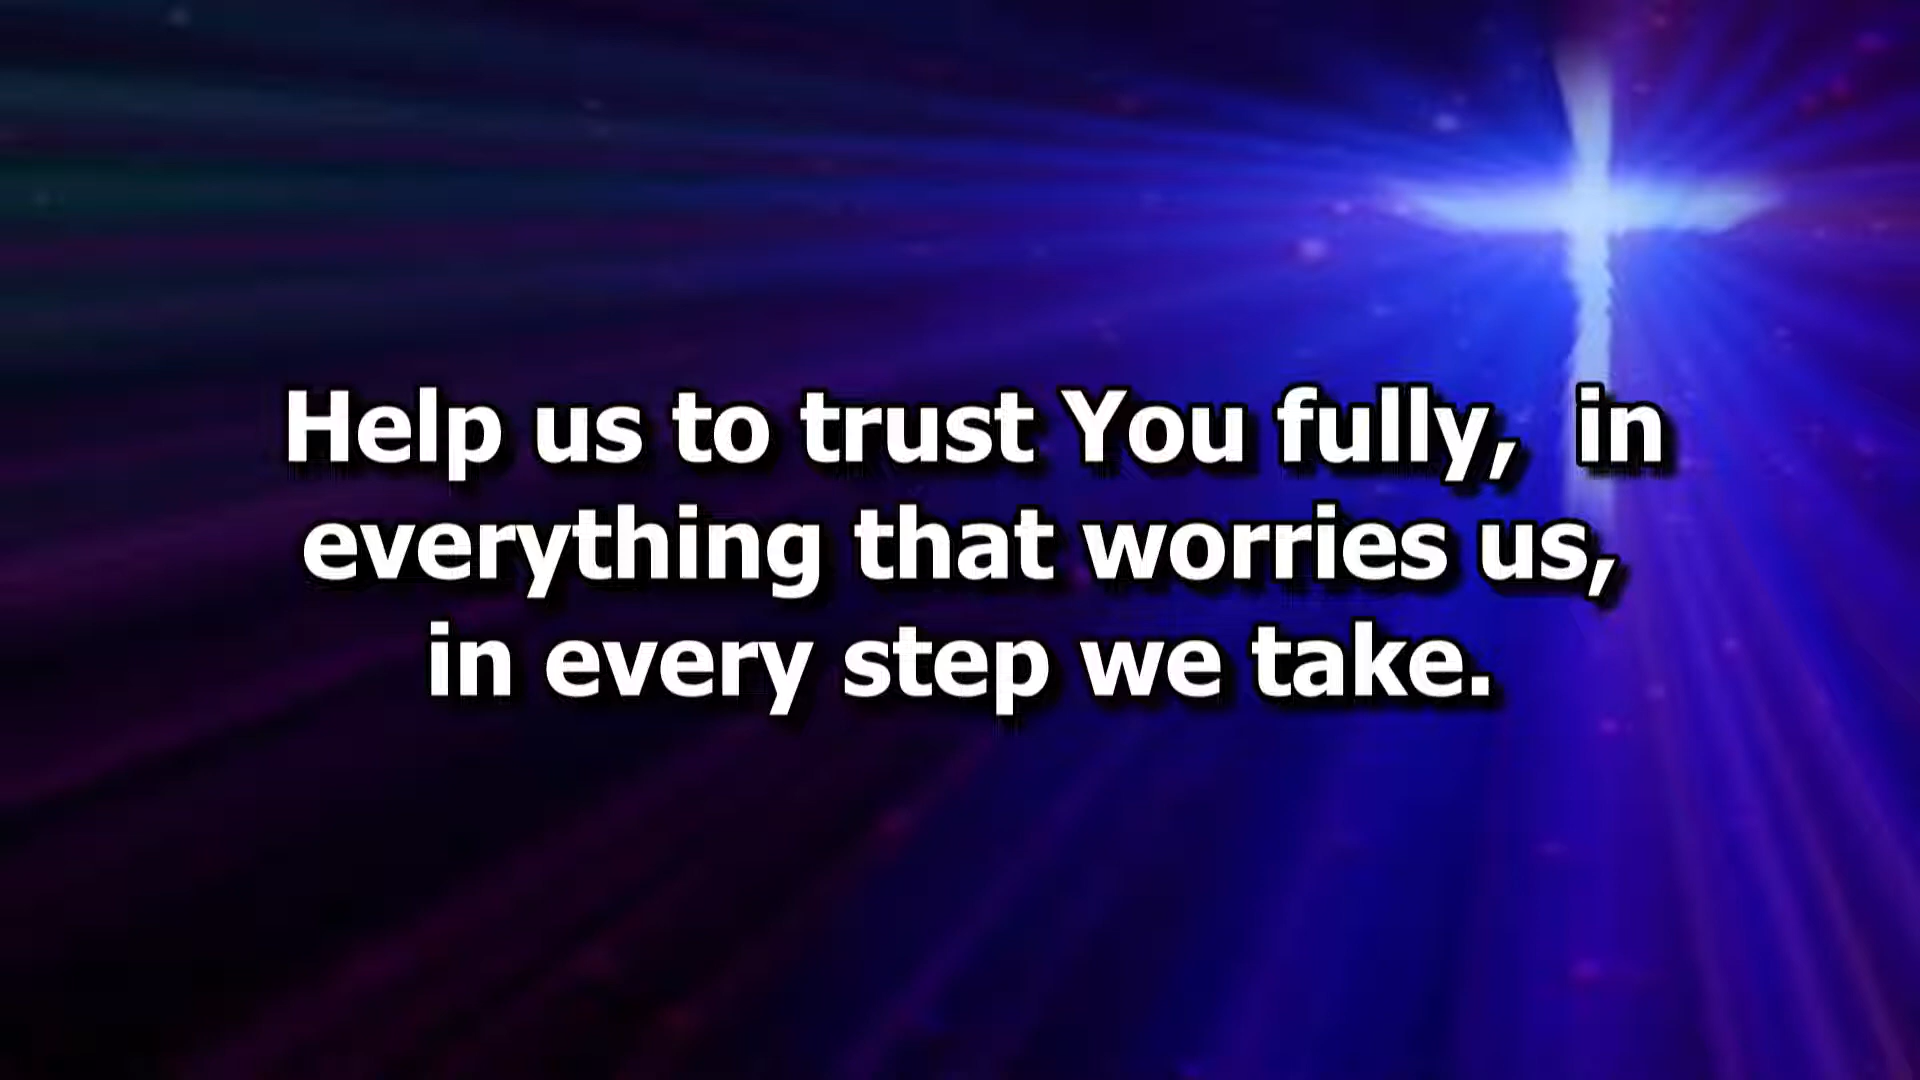 Help us to trust You fully,  in
everything that worries us,
in every step we take.